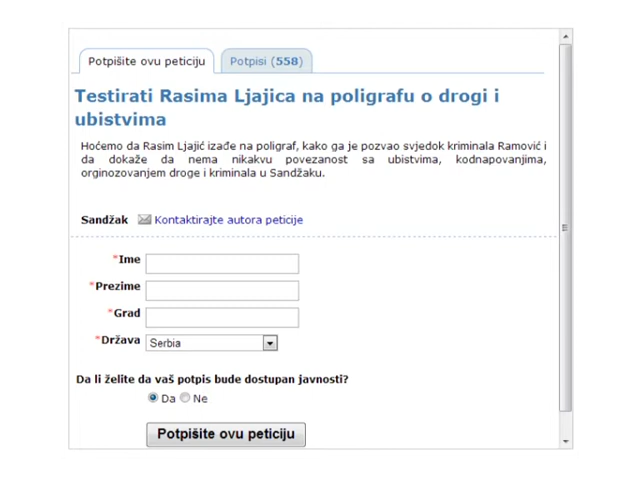 Potpišite ovu peticiju
Potpisi (558)
Testirati Rasima Ljajica na poligrafu o drogi i
ubistvima
Hoćemo da Rasim Ljajić izađe na poligraf, kako ga je pozvao svjedok kriminala Ramović i
da dokaže da nema nikakvu povezanost sa ubistvima, kodnapovanjima,
orginozovanjem droge i kriminala u Sandžaku.
Sandžak Kontaktirajte autora peticije
*Ime
*Prezime
*Grad
*Država Serbia
Da li želite da vaš potpis bude dostupan javnosti?
Da Ne
Potpišite ovu peticiju